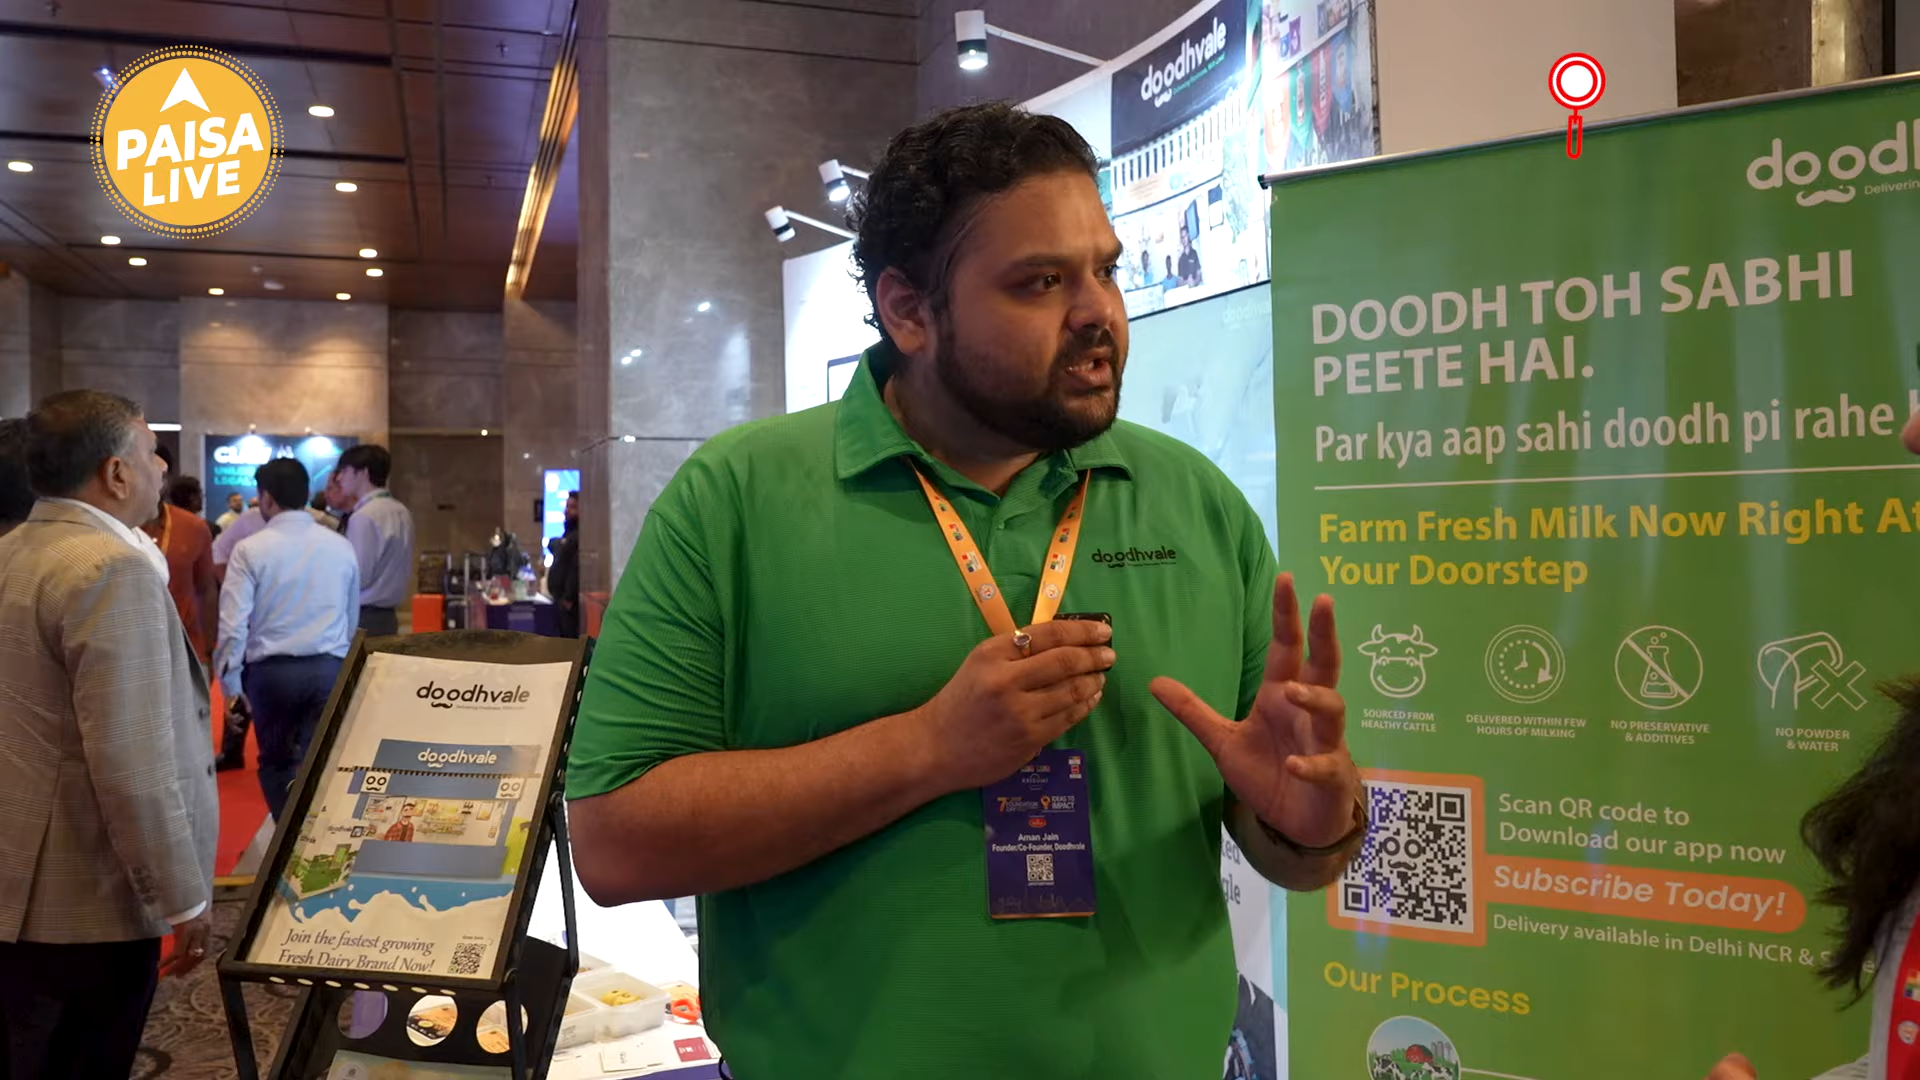 PAISA
LIVE
doodhvale
doodhvale
DOODH TOH SABHI
PEETE HAI.
Par kya aap sahi doodh pi rahe
Farm Fresh Milk Now Right At
Your Doorstep
SOURCED FROM
HEALTHY CATTLE
DELIVERED WITHIN FEW
HOURS OF MILKING
NO PRESERVATIVE
& ADDITIVES
NO POWDER
& WATER
Scan QR code to
Download our app now
Subscribe Today!
Delivery available in Delhi NCR &
Our Process
doodhvale
doodhvale
Join the fastest growing
Fresh Dairy Brand Now!
IDEAS TO
IMPACT
Aman Jain
Founder/Co-Founder, Doodhvale